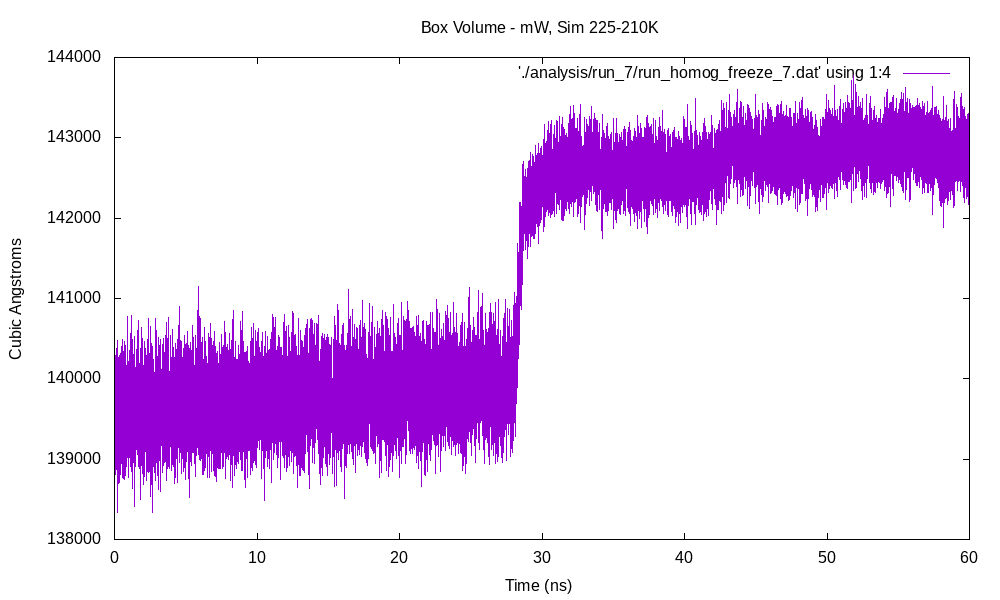 Box Volume - mW, Sim 225-210K
'./analysis/run_7/run_homog_freeze_7.dat' using 1:4
144000
143000
142000
141000
140000
139000
138000
Cubic Angstroms
0 10 20 30 40 50 60
Time (ns)